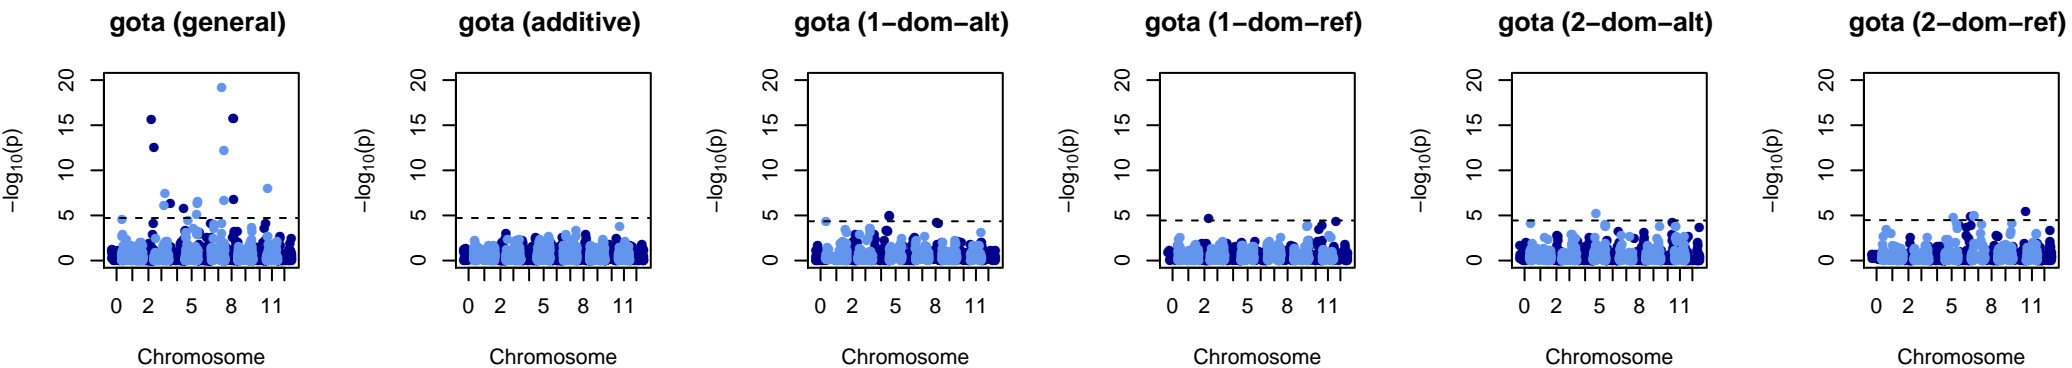 gota (general)
−log10(p)
20
15
10
5
0
0 2 5 8 11
Chromosome
gota (additive)
−log10(p)
20
15
10
5
0
0 2 5 8 11
Chromosome
gota (1−dom−alt)
−log10(p)
20
15
10
5
0
0 2 5 8 11
Chromosome
gota (1−dom−ref)
−log10(p)
20
15
10
5
0
0 2 5 8 11
Chromosome
gota (2−dom−alt)
−log10(p)
20
15
10
5
0
0 2 5 8 11
Chromosome
gota (2−dom−ref)
−log10(p)
20
15
10
5
0
0 2 5 8 11
Chromosome